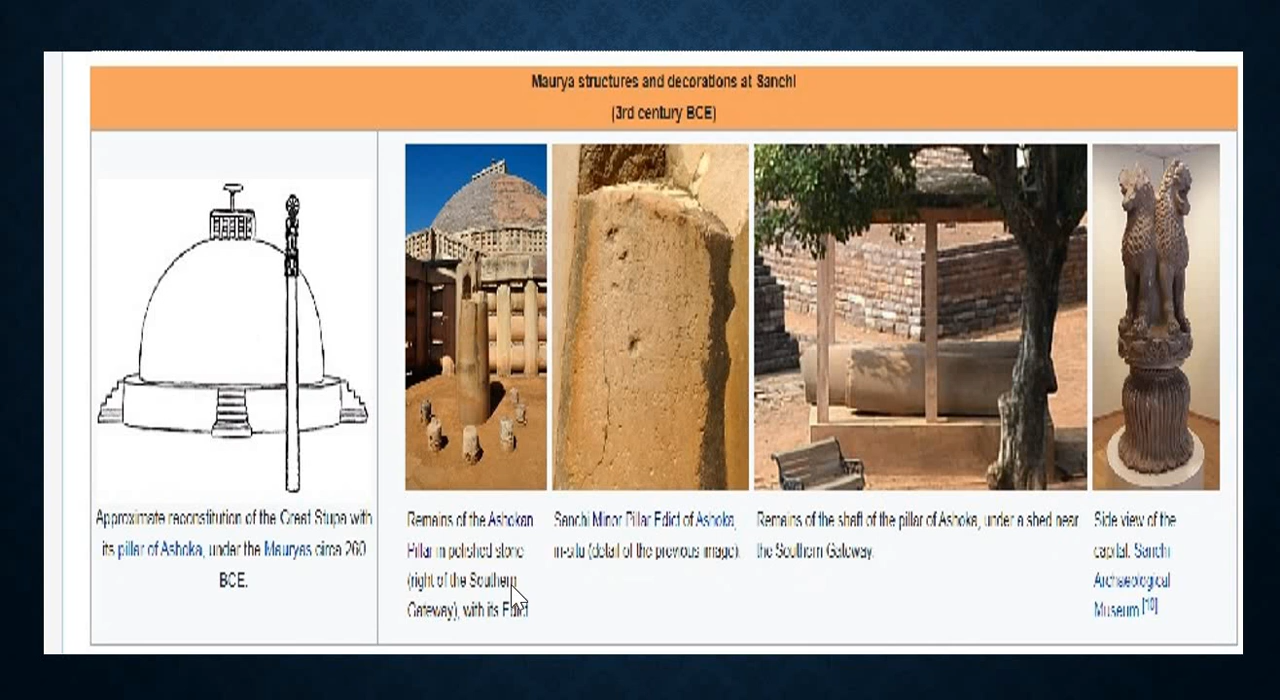 Maurya structures and decorations at Sanchi
(3rd century BCE)
Approximate reconstitution of the Great Stupa with
its pillar of Ashoka, under the Mauryas circa 260
BCE.
Remains of the Ashokan
Pillar in polished stone
(right of the Southern
Gateway), with its Edict
Sanchi Minor Pillar Edict of Ashoka,
in-situ (detail of the previous image).
Remains of the shaft of the pillar of Ashoka, under a shed near
the Southern Gateway.
Side view of the
capital. Sanchi
Archaeological
Museum [10]